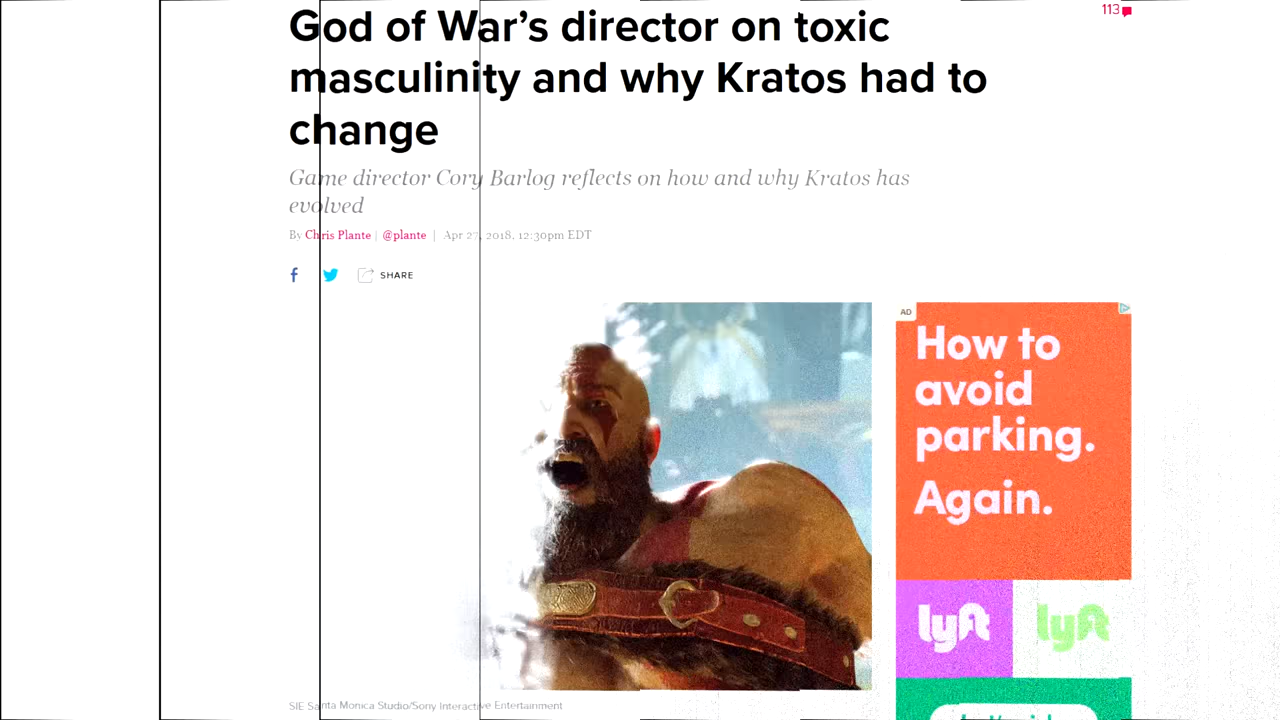 113
God of War's director on toxic
masculinity and why Kratos had to
change
Game director Cory Barlog reflects on how and why Kratos has
evolved
By Chris Plante | @plante | Apr 27, 2018, 12:30pm EDT
f
SHARE
AD
How to
avoid
parking.
Again.
lyft
lyft
SIE Santa Monica Studio/Sony Interactive Entertainment